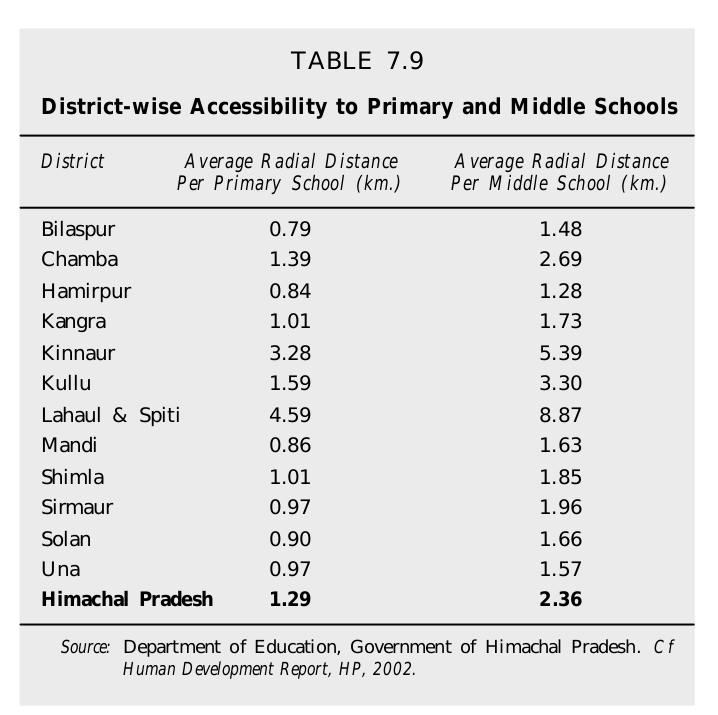 TABLE 7.9
District-wise Accessibility to Primary and Middle Schools
District Average Radial Distance Average Radial Distance
Per Primary School (km.) Per Middle School (km.)
Bilaspur 0.79 1.48
Chamba 1.39 2.69
Hamirpur 0.84 1.28
Kangra 1.01 1.73
Kinnaur 3.28 5.39
Kullu 1.59 3.30
Lahaul & Spiti 4.59 8.87
Mandi 0.86 1.63
Shimla 1.01 1.85
Sirmaur 0.97 1.96
Solan 0.90 1.66
Una 0.97 1.57
Himachal Pradesh 1.29 2.36
Source: Department of Education, Government of Himachal Pradesh. Cf
Human Development Report, HP, 2002.